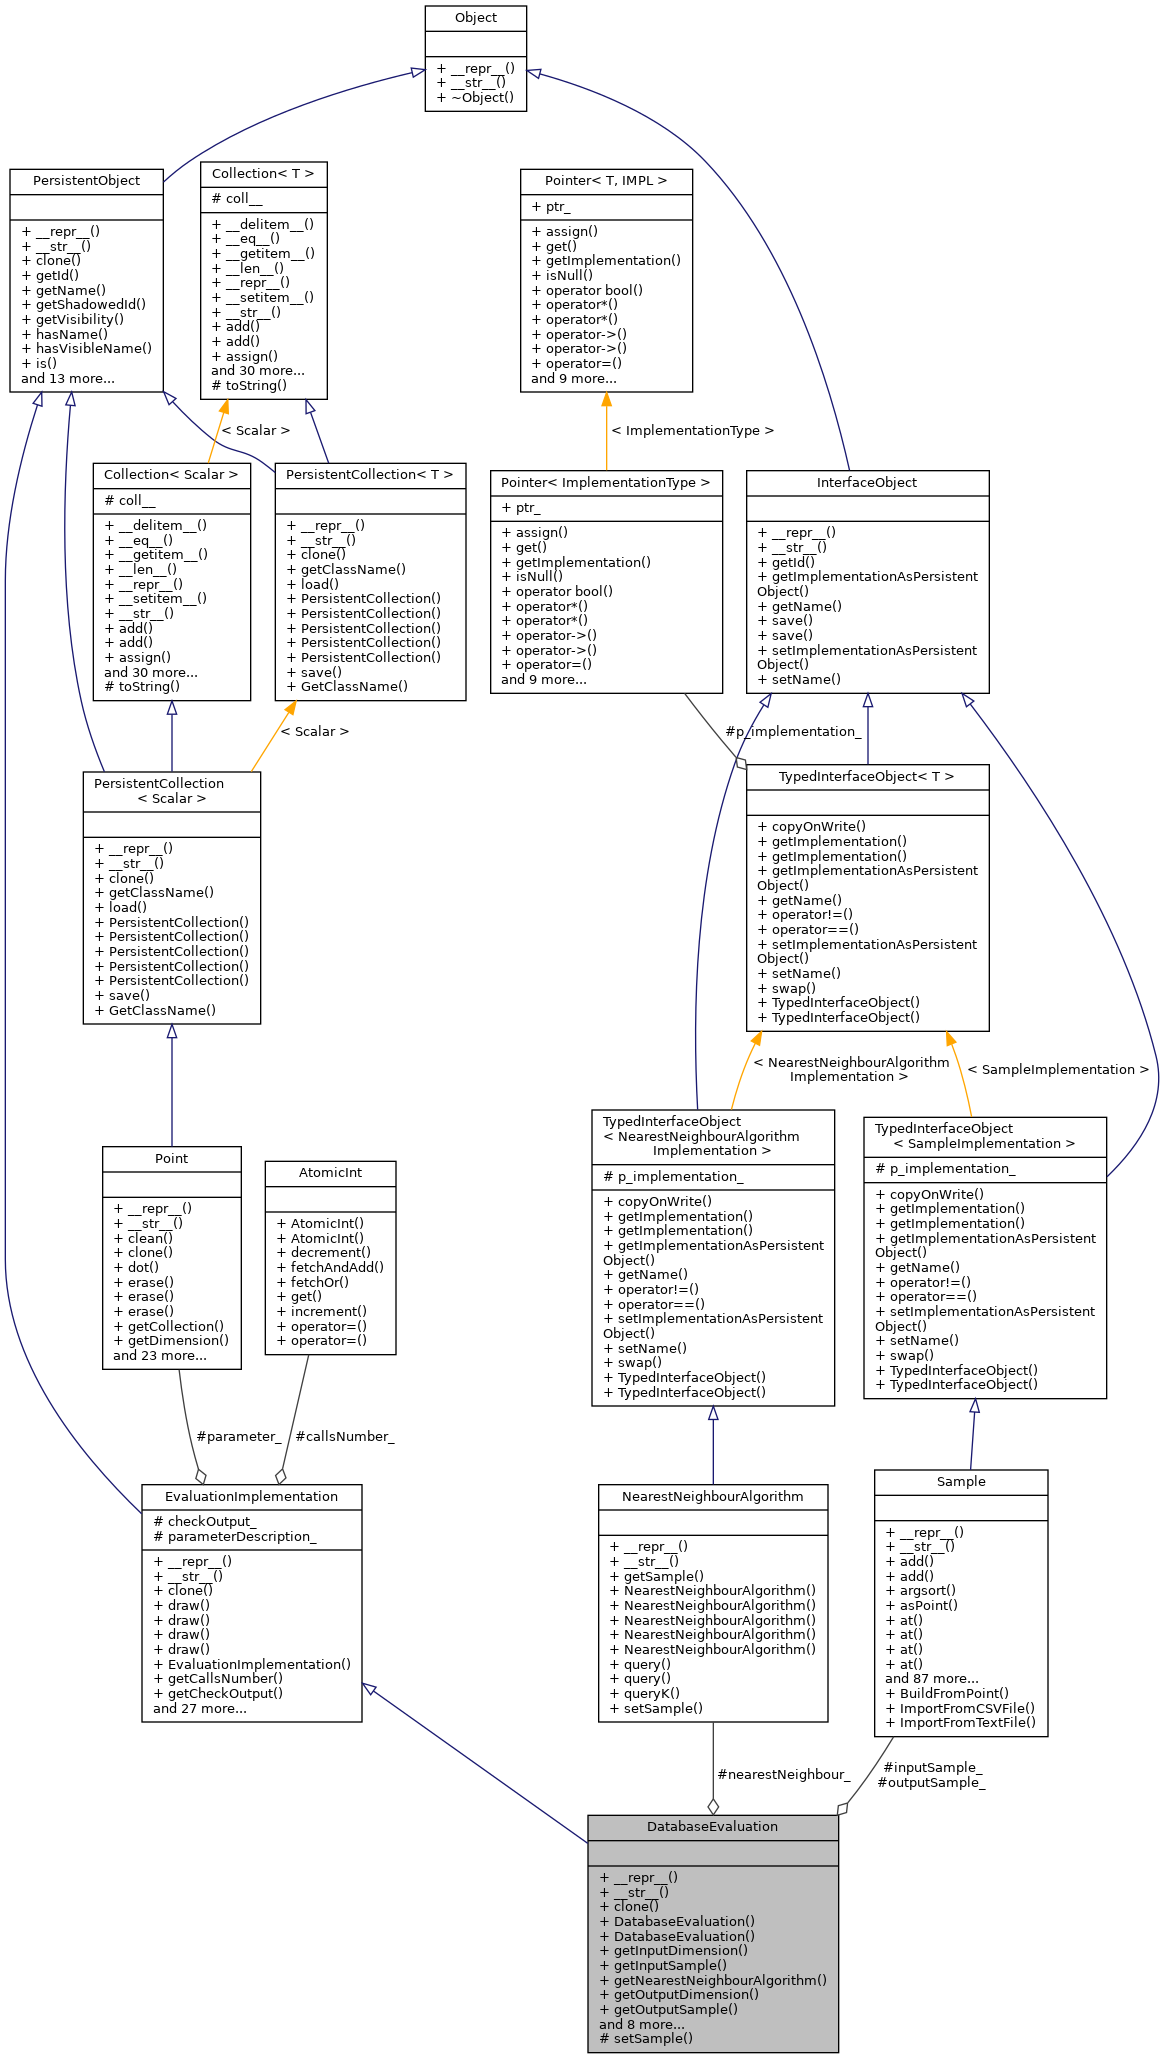 Object
+ __repr__()
+ __str__()
+ ~Object()
PersistentObject
+ __repr__()
+ __str__()
+ clone()
+ getId()
+ getName()
+ getShadowedId()
+ getVisibility()
+ hasName()
+ hasVisibleName()
+ is()
and 13 more...
Collection< T >
# coll__
+ __delitem__()
+ __eq__()
+ __getitem__()
+ __len__()
+ __repr__()
+ __setitem__()
+ __str__()
+ add()
+ add()
+ assign()
and 30 more...
# toString()
Pointer< T, IMPL >
+ ptr_
+ assign()
+ get()
+ getImplementation()
+ isNull()
+ operator bool()
+ operator*()
+ operator*()
+ operator->()
+ operator->()
+ operator=()
and 9 more...
< Scalar >
< ImplementationType >
Collection< Scalar >
# coll__
+ __delitem__()
+ __eq__()
+ __getitem__()
+ __len__()
+ __repr__()
+ __setitem__()
+ __str__()
+ add()
+ add()
+ assign()
and 30 more...
# toString()
PersistentCollection< T >
+ __repr__()
+ __str__()
+ clone()
+ getClassName()
+ load()
+ PersistentCollection()
+ PersistentCollection()
+ PersistentCollection()
+ PersistentCollection()
+ PersistentCollection()
+ save()
+ GetClassName()
Pointer< ImplementationType >
+ ptr_
+ assign()
+ get()
+ getImplementation()
+ isNull()
+ operator bool()
+ operator*()
+ operator*()
+ operator->()
+ operator->()
+ operator=()
and 9 more...
InterfaceObject
+ __repr__()
+ __str__()
+ getId()
+ getImplementationAsPersistent
Object()
+ getName()
+ save()
+ save()
+ setImplementationAsPersistent
Object()
+ setName()
< Scalar >
#p_implementation_
PersistentCollection
< Scalar >
+ __repr__()
+ __str__()
+ clone()
+ getClassName()
+ load()
+ PersistentCollection()
+ PersistentCollection()
+ PersistentCollection()
+ PersistentCollection()
+ PersistentCollection()
+ save()
+ GetClassName()
TypedInterfaceObject< T >
+ copyOnWrite()
+ getImplementation()
+ getImplementation()
+ getImplementationAsPersistent
Object()
+ getName()
+ operator!=()
+ operator==()
+ setImplementationAsPersistent
Object()
+ setName()
+ swap()
+ TypedInterfaceObject()
+ TypedInterfaceObject()
< NearestNeighbourAlgorithm
Implementation >
< SampleImplementation >
Point
+ __repr__()
+ __str__()
+ clean()
+ clone()
+ dot()
+ erase()
+ erase()
+ erase()
+ getCollection()
+ getDimension()
and 23 more...
AtomicInt
+ AtomicInt()
+ AtomicInt()
+ decrement()
+ fetchAndAdd()
+ fetchOr()
+ get()
+ increment()
+ operator=()
+ operator=()
TypedInterfaceObject
< NearestNeighbourAlgorithm
Implementation >
# p_implementation_
+ copyOnWrite()
+ getImplementation()
+ getImplementation()
+ getImplementationAsPersistent
Object()
+ getName()
+ operator!=()
+ operator==()
+ setImplementationAsPersistent
Object()
+ setName()
+ swap()
+ TypedInterfaceObject()
+ TypedInterfaceObject()
TypedInterfaceObject
< SampleImplementation >
# p_implementation_
+ copyOnWrite()
+ getImplementation()
+ getImplementation()
+ getImplementationAsPersistent
Object()
+ getName()
+ operator!=()
+ operator==()
+ setImplementationAsPersistent
Object()
+ setName()
+ swap()
+ TypedInterfaceObject()
+ TypedInterfaceObject()
#parameter_
#callsNumber_
EvaluationImplementation
# checkOutput_
# parameterDescription_
+ __repr__()
+ __str__()
+ clone()
+ draw()
+ draw()
+ draw()
+ draw()
+ EvaluationImplementation()
+ getCallsNumber()
+ getCheckOutput()
and 27 more...
NearestNeighbourAlgorithm
+ __repr__()
+ __str__()
+ getSample()
+ NearestNeighbourAlgorithm()
+ NearestNeighbourAlgorithm()
+ NearestNeighbourAlgorithm()
+ NearestNeighbourAlgorithm()
+ NearestNeighbourAlgorithm()
+ query()
+ query()
+ queryK()
+ setSample()
Sample
+ __repr__()
+ __str__()
+ add()
+ add()
+ argsort()
+ asPoint()
+ at()
+ at()
+ at()
+ at()
and 87 more...
+ BuildFromPoint()
+ ImportFromCSVFile()
+ ImportFromTextFile()
#nearestNeighbour_
#inputSample_
#outputSample_
DatabaseEvaluation
+ __repr__()
+ __str__()
+ clone()
+ DatabaseEvaluation()
+ DatabaseEvaluation()
+ getInputDimension()
+ getInputSample()
+ getNearestNeighbourAlgorithm()
+ getOutputDimension()
+ getOutputSample()
and 8 more...
# setSample()